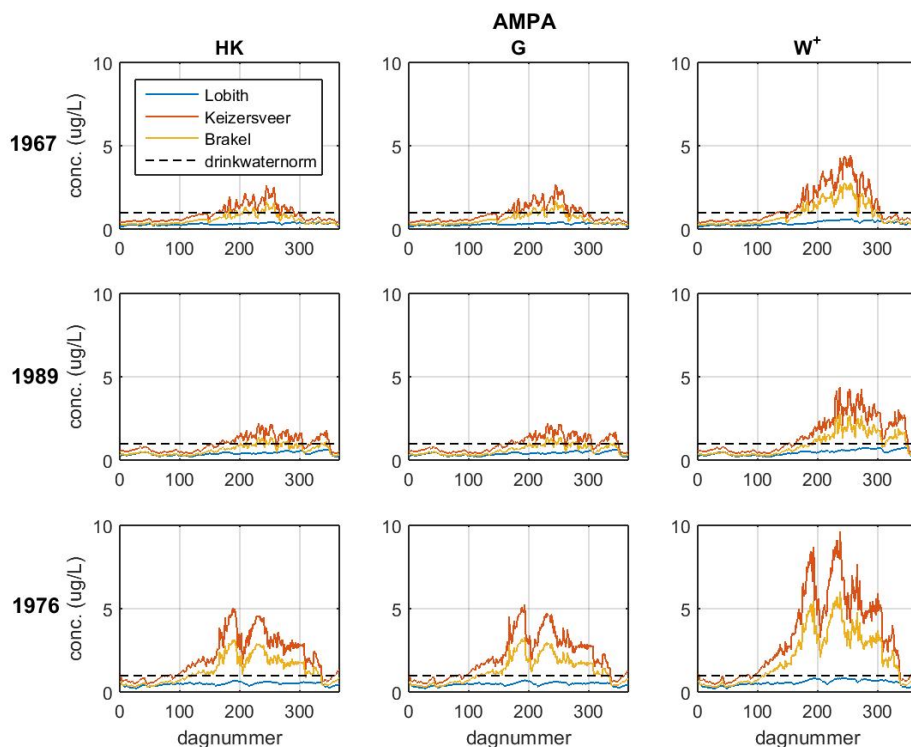 AMPA
HK G W+
1967
conc. (ug/L)
10 5 0
Lobith
Keizersveer
Brakel
drinkwaternorm
0 100 200 300
10 5 0
0 100 200 300
10 5 0
0 100 200 300
1989
conc. (ug/L)
10 5 0
0 100 200 300
10 5 0
0 100 200 300
10 5 0
0 100 200 300
1976
conc. (ug/L)
10 5 0
0 100 200 300
dagnummer
10 5 0
0 100 200 300
dagnummer
10 5 0
0 100 200 300
dagnummer